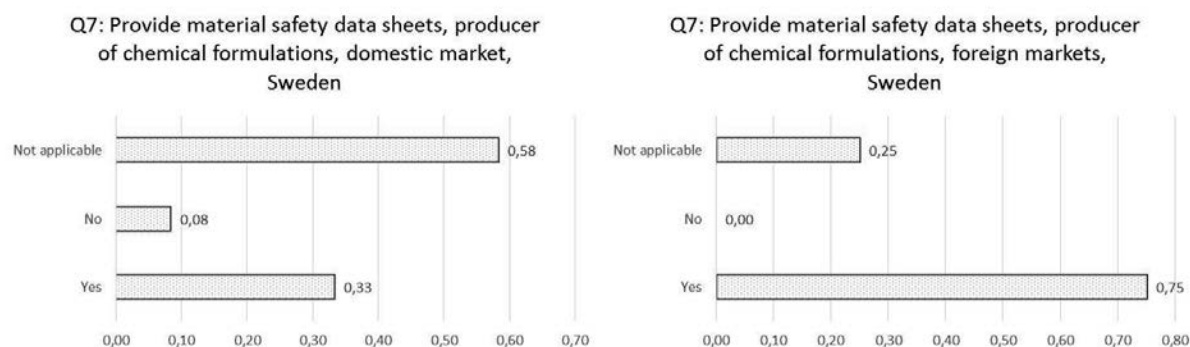 Q7: Provide material safety data sheets, producer
of chemical formulations, domestic market,
Sweden
Not applicable
0,58
No
0,08
Yes
0,33
0,00 0,10 0,20 0,30 0,40 0,50 0,60 0,70
Q7: Provide material safety data sheets, producer
of chemical formulations, foreign markets,
Sweden
Not applicable
0,25
No
0,00
Yes
0,75
0,00 0,10 0,20 0,30 0,40 0,50 0,60 0,70 0,80